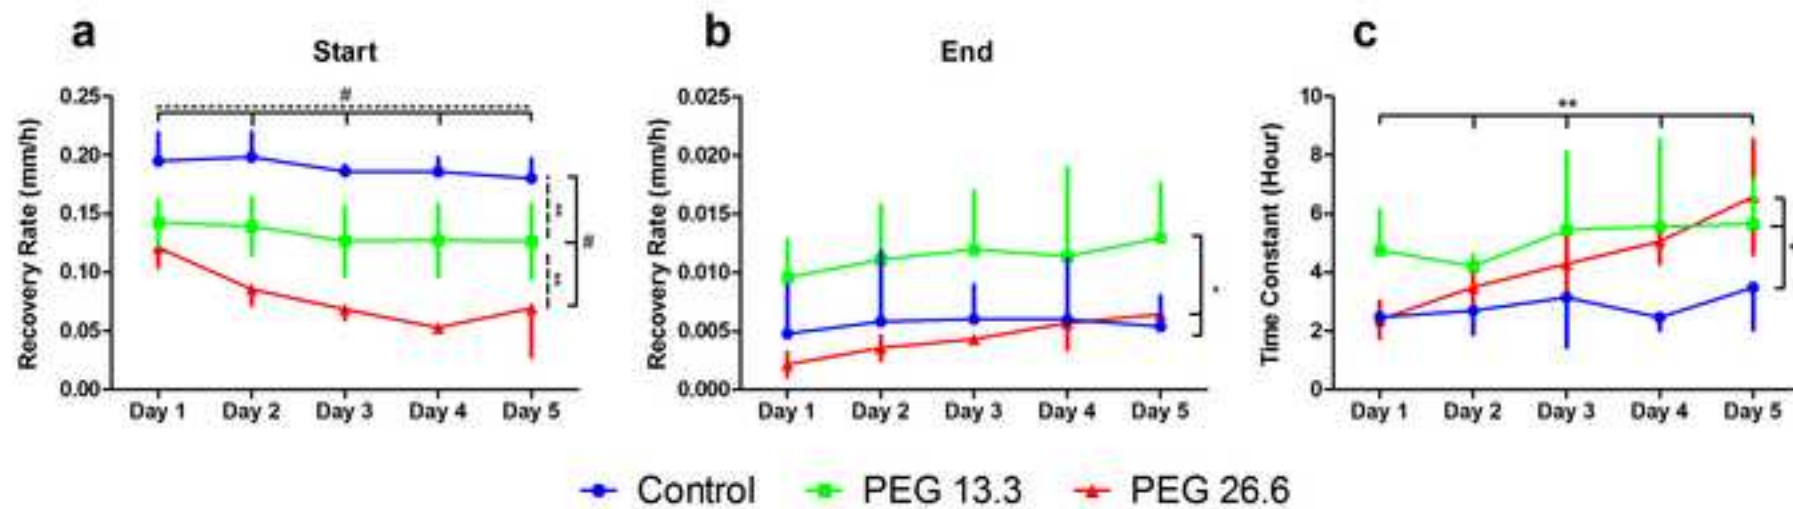 a
Start
Recovery Rate (mm/h)
0.25
0.20
0.15
0.10
0.05
0.00
Day 1 Day 2 Day 3 Day 4 Day 5
#
#
b
End
Recovery Rate (mm/h)
0.025
0.020
0.015
0.010
0.005
0.000
Day 1 Day 2 Day 3 Day 4 Day 5
*
c
Time Constant (Hour)
10
8
6
4
2
0
Day 1 Day 2 Day 3 Day 4 Day 5
**
Control PEG 13.3 PEG 26.6